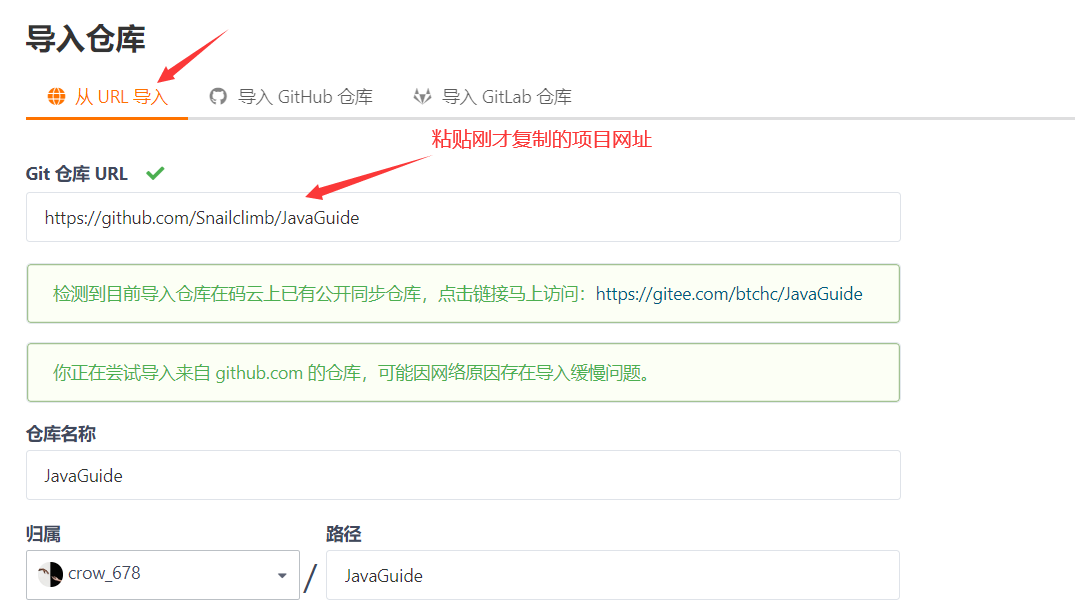 导入仓库
从 URL 导入 导入 GitHub 仓库 导入 GitLab 仓库
粘贴刚才复制的项目网址
Git 仓库 URL
https://github.com/Snailclimb/JavaGuide
检测到目前导入仓库在码云上已有公开同步仓库，点击链接马上访问：https://gitee.com/btchc/JavaGuide
你正在尝试导入来自 github.com 的仓库，可能因网络原因存在导入缓慢问题。
仓库名称
JavaGuide
归属 路径
crow_678 / JavaGuide